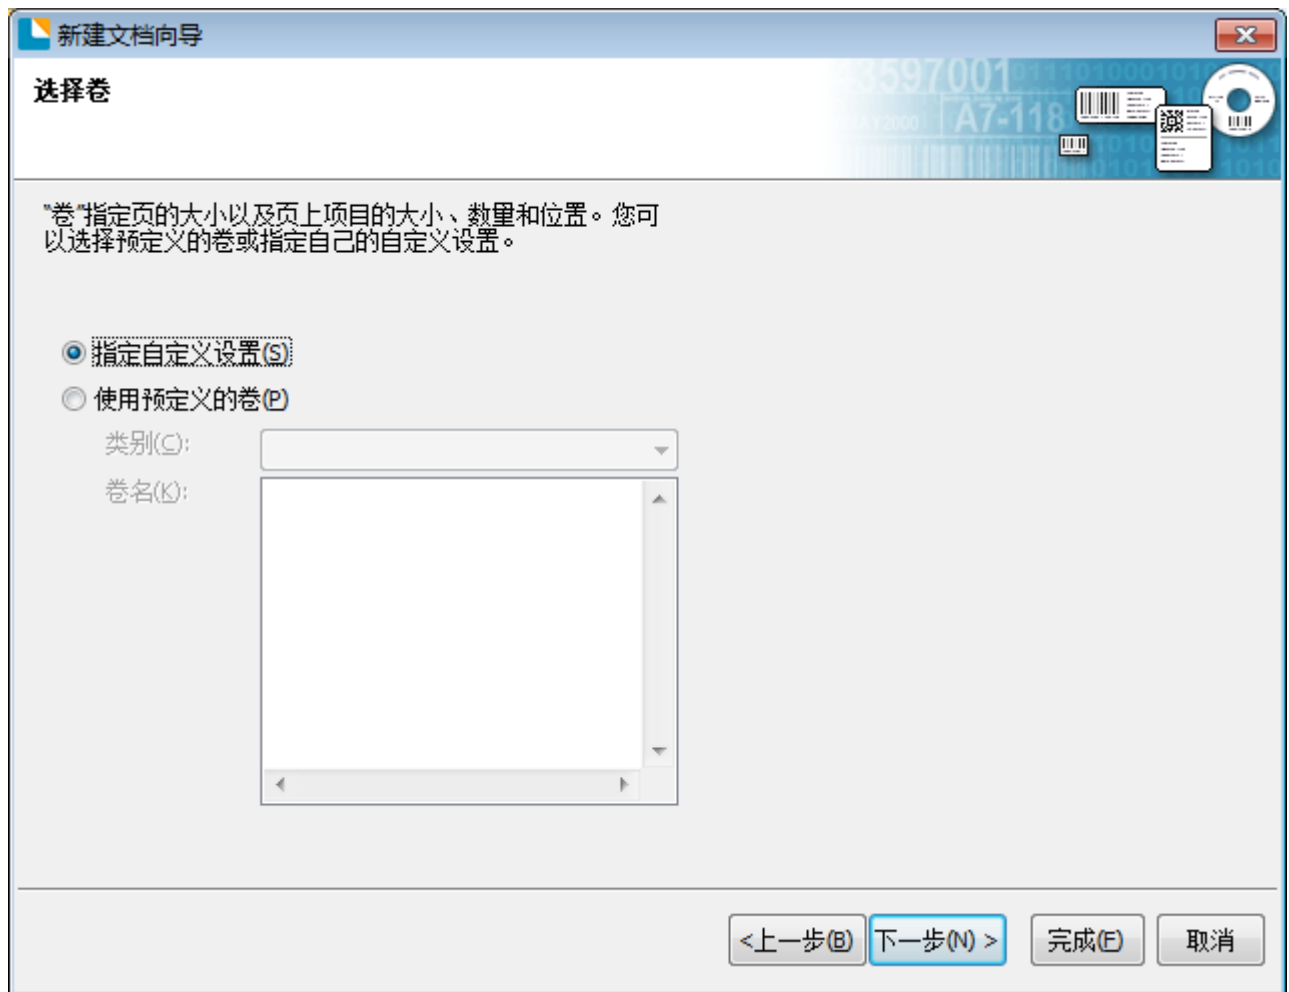 新建文档向导
选择卷
3597001
01110100010100
A7-118
MAY2000
"卷"指定页的大小以及页上项目的大小、数量和位置。您可
以选择预定义的卷或指定自己的自定义设置。
指定自定义设置(S)
使用预定义的卷(P)
类别(C):
卷名(K):
<上一步(B)
下一步(N) >
完成(F)
取消